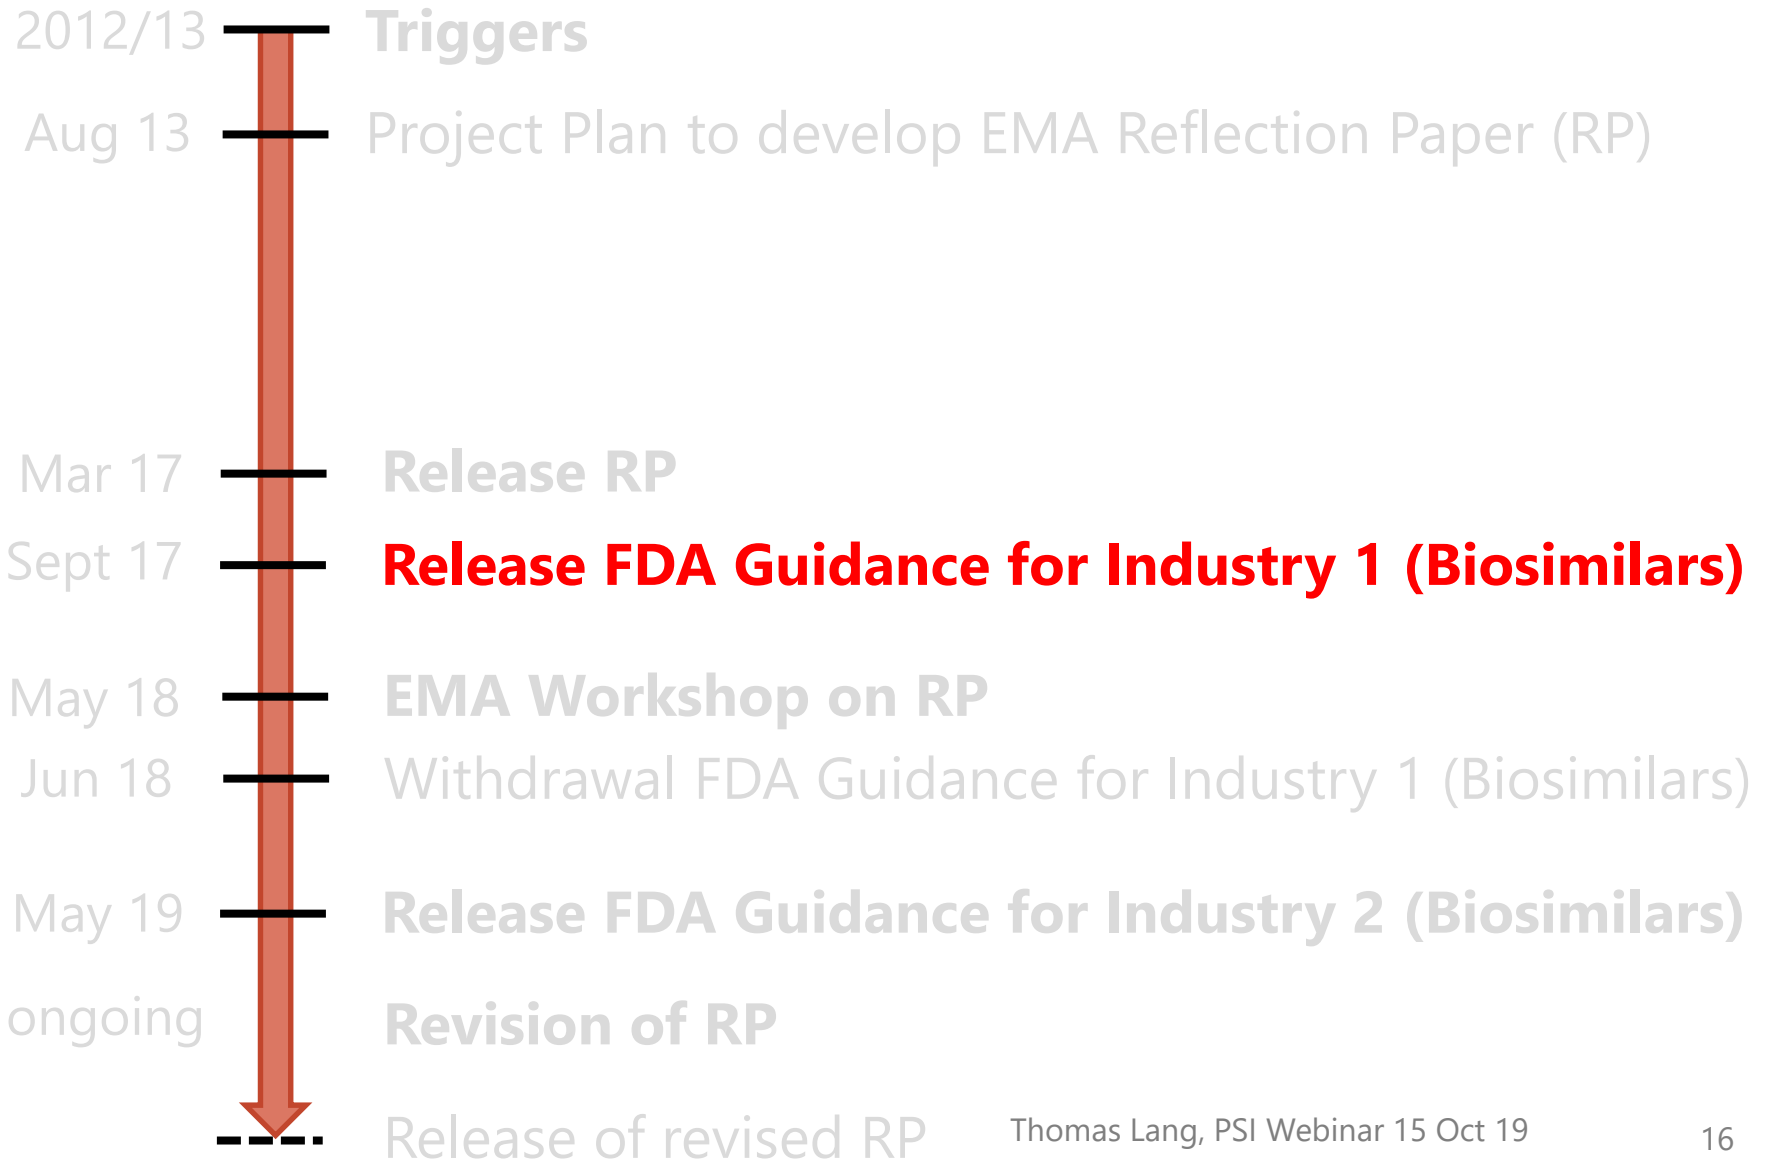 2012/13 Triggers
Aug 13 Project Plan to develop EMA Reflection Paper (RP)
Mar 17 Release RP
Sept 17 Release FDA Guidance for Industry 1 (Biosimilars)
May 18 EMA Workshop on RP
Jun 18 Withdrawal FDA Guidance for Industry 1 (Biosimilars)
May 19 Release FDA Guidance for Industry 2 (Biosimilars)
ongoing Revision of RP
Release of revised RP
Thomas Lang, PSI Webinar 15 Oct 19
16